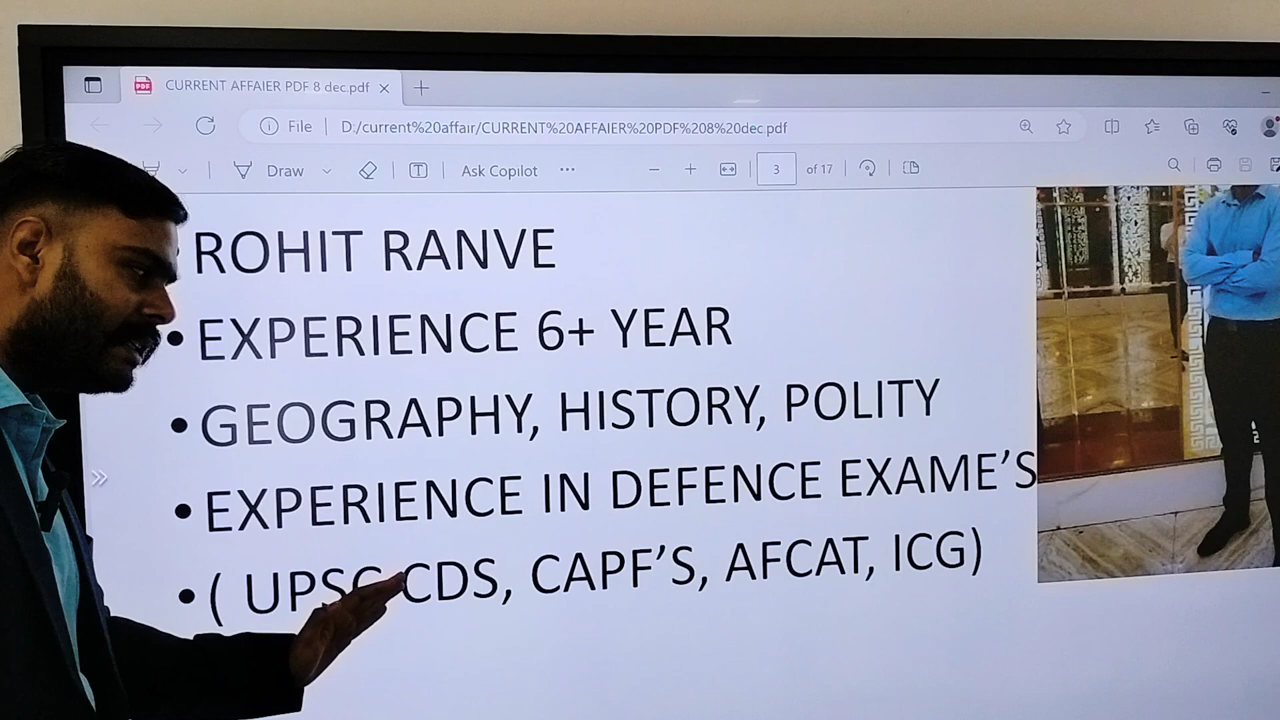 CURRENT AFFAIER PDF 8 dec.pdf
File D:/current%20affair/CURRENT%20AFFAIER%20PDF%208%20dec.pdf
Draw Ask Copilot 3 of 17
ROHIT RANVE
• EXPERIENCE 6+ YEAR
• GEOGRAPHY, HISTORY, POLITY
• EXPERIENCE IN DEFENCE EXAME'S
• ( UPSC CDS, CAPF'S, AFCAT, ICG)